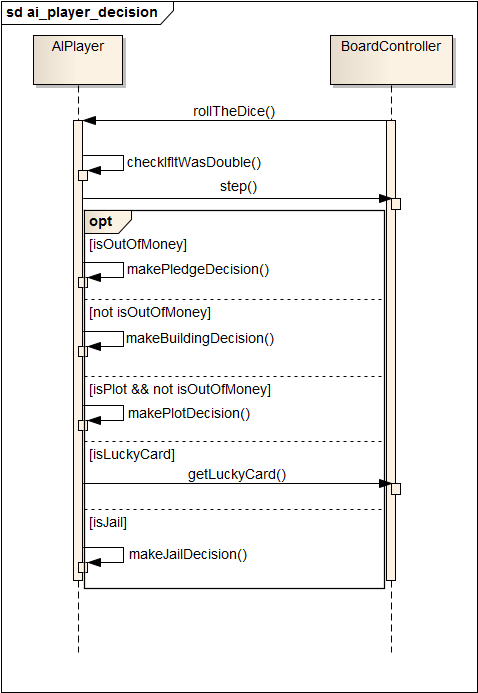 sd ai_player_decision
AIPlayer
BoardController
rollTheDice()
checkIfItWasDouble()
step()
opt
[isOutOfMoney]
makePledgeDecision()
[not isOutOfMoney]
makeBuildingDecision()
[isPlot && not isOutOfMoney]
makePlotDecision()
[isLuckyCard]
getLuckyCard()
[isJail]
makeJailDecision()